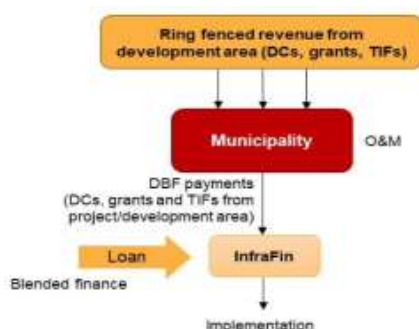 Ring fenced revenue from
development area (DCs, grants, TIFs)
Municipality
O&M
DBF payments
(DCs, grants and TIFs from
project/development area)
Loan
InfraFin
Blended finance
Implementation